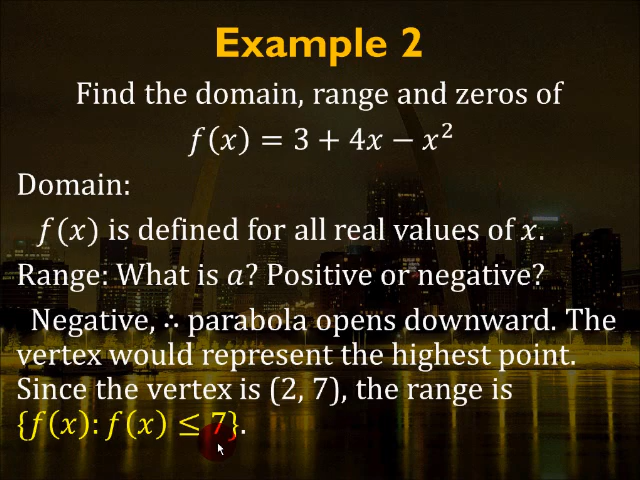 Example 2
Find the domain, range and zeros of
f(x) = 3 + 4x − x²
Domain:
f(x) is defined for all real values of x.
Range: What is a? Positive or negative?
Negative, ∴ parabola opens downward. The
vertex would represent the highest point.
Since the vertex is (2, 7), the range is
{f(x): f(x) ≤ 7}.